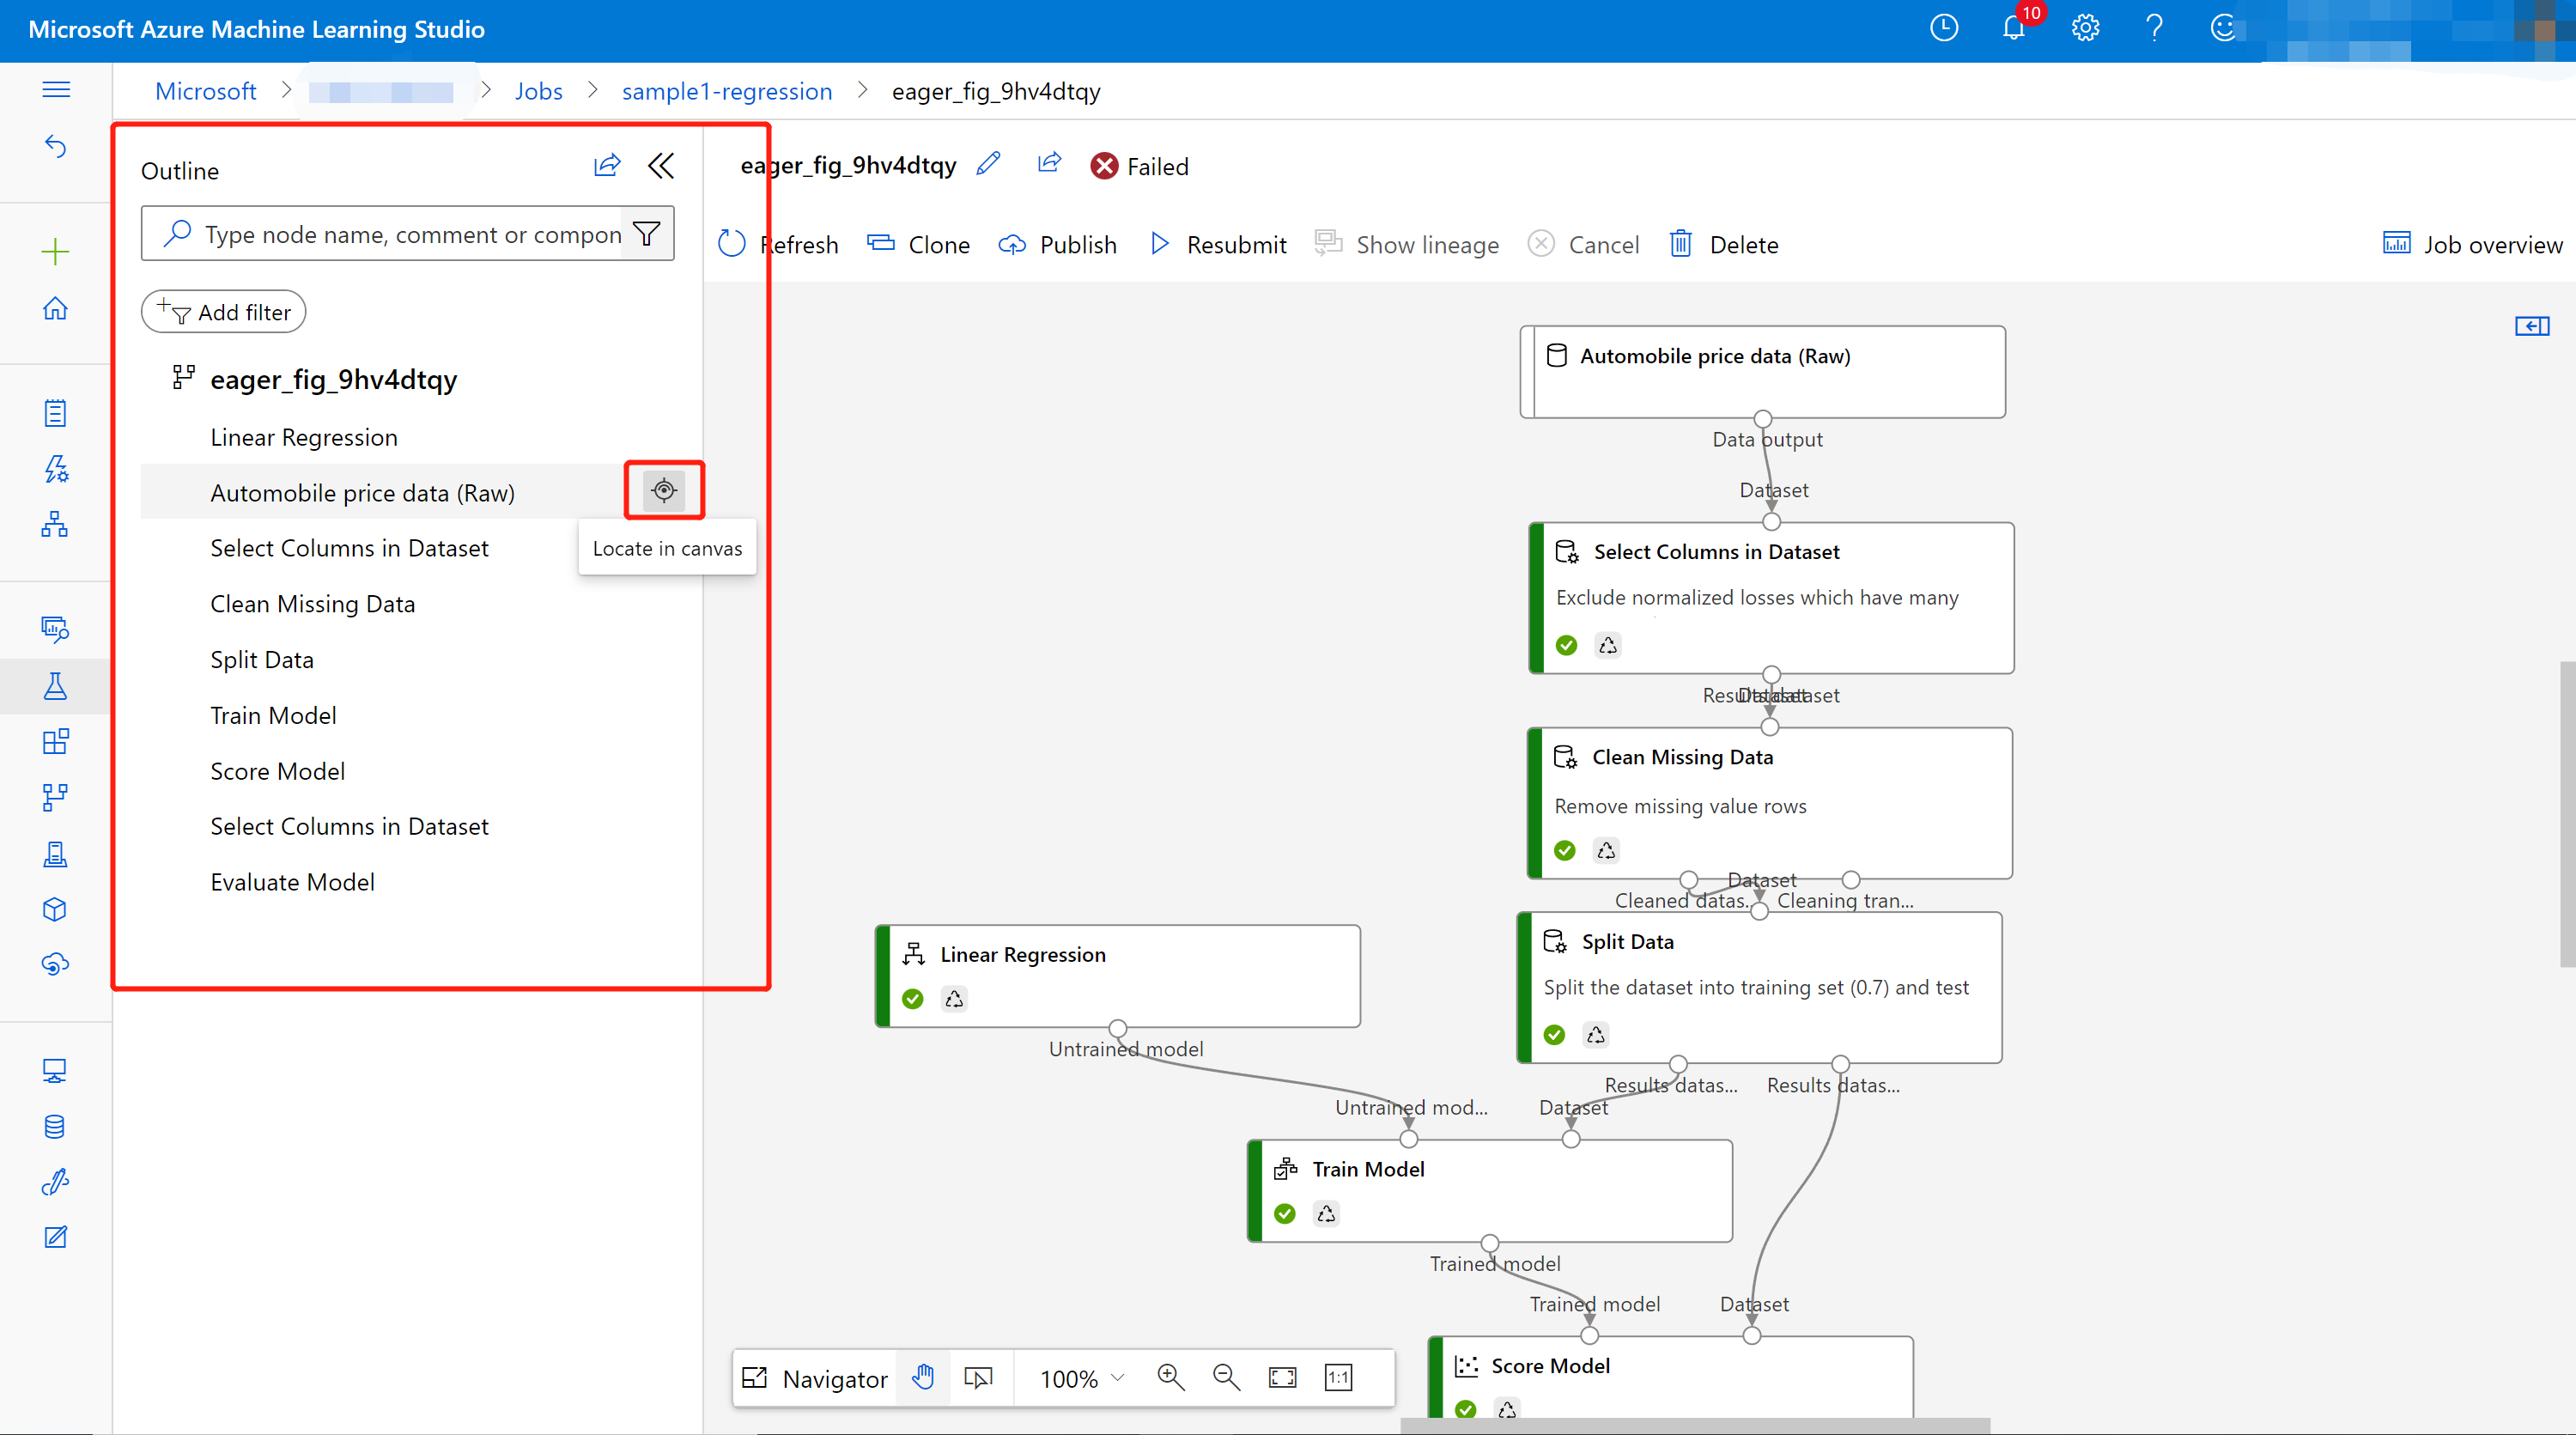 Microsoft Azure Machine Learning Studio
10
Microsoft
Jobs
sample1-regression
eager_fig_9hv4dtqy
Outline
Type node name, comment or compon
Add filter
eager_fig_9hv4dtqy
Linear Regression
Automobile price data (Raw)
Locate in canvas
Select Columns in Dataset
Clean Missing Data
Split Data
Train Model
Score Model
Select Columns in Dataset
Evaluate Model
eager_fig_9hv4dtqy
Failed
Refresh
Clone
Publish
Resubmit
Show lineage
Cancel
Delete
Job overview
Automobile price data (Raw)
Data output
Dataset
Select Columns in Dataset
Exclude normalized losses which have many
Results dataset
Dataset
Clean Missing Data
Remove missing value rows
Dataset
Cleaned datas...
Cleaning tran...
Split Data
Split the dataset into training set (0.7) and test
Results datas...
Results datas...
Linear Regression
Untrained model
Untrained mod...
Dataset
Train Model
Trained model
Trained model
Dataset
Score Model
Navigator
100%
1:1